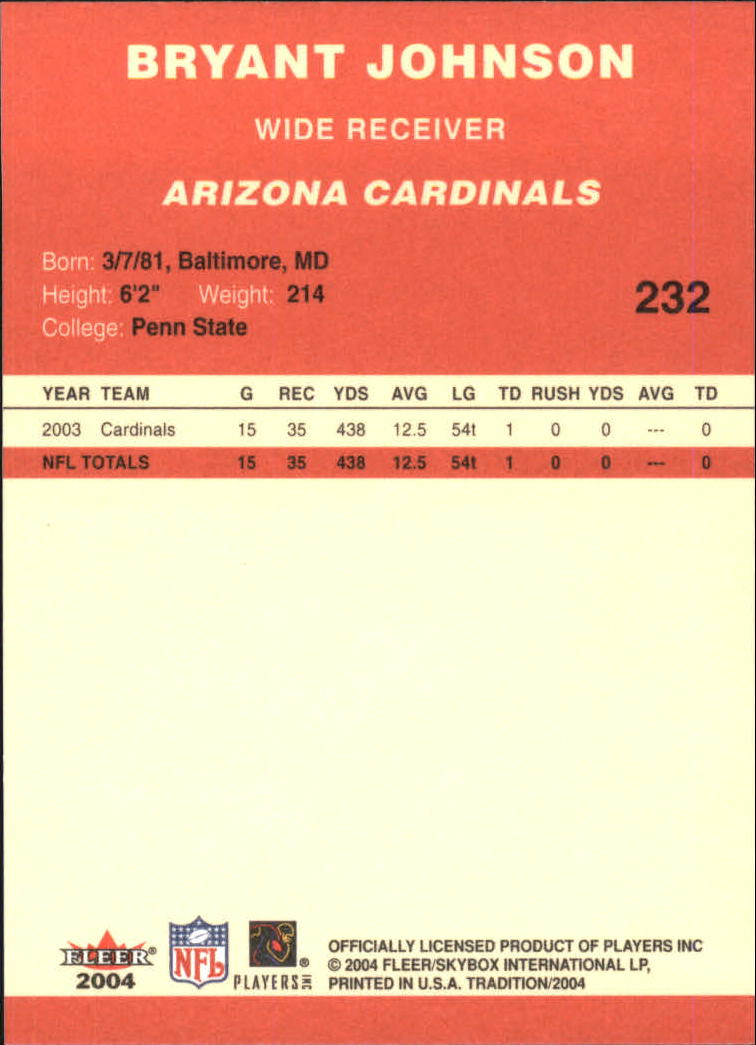 BRYANT JOHNSON
WIDE RECEIVER
ARIZONA CARDINALS
Born: 3/7/81, Baltimore, MD
Height: 6'2" Weight: 214
College: Penn State
232
YEAR TEAM G REC YDS AVG LG TD RUSH YDS AVG TD
2003 Cardinals 15 35 438 12.5 54t 1 0 0 --- 0
NFL TOTALS 15 35 438 12.5 54t 1 0 0 --- 0
FLEER®
2004
NFL
PLAYERS INC ®
OFFICIALLY LICENSED PRODUCT OF PLAYERS INC
© 2004 FLEER/SKYBOX INTERNATIONAL LP,
PRINTED IN U.S.A. TRADITION/2004